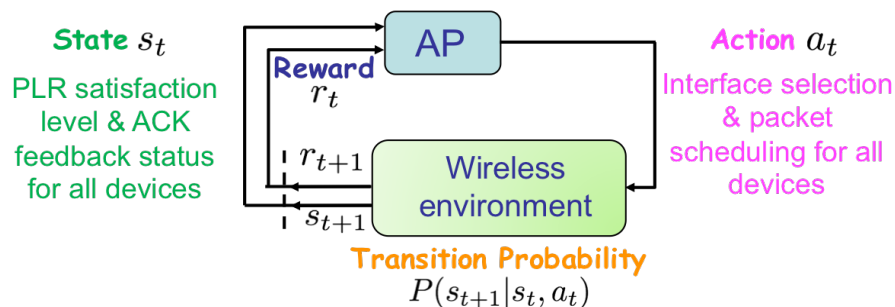 State s_t
PLR satisfaction
level & ACK
feedback status
for all devices
AP
Reward
r_t
r_{t+1}
s_{t+1}
Wireless
environment
Transition Probability
P(s_{t+1}|s_t, a_t)
Action a_t
Interface selection
& packet
scheduling for all
devices